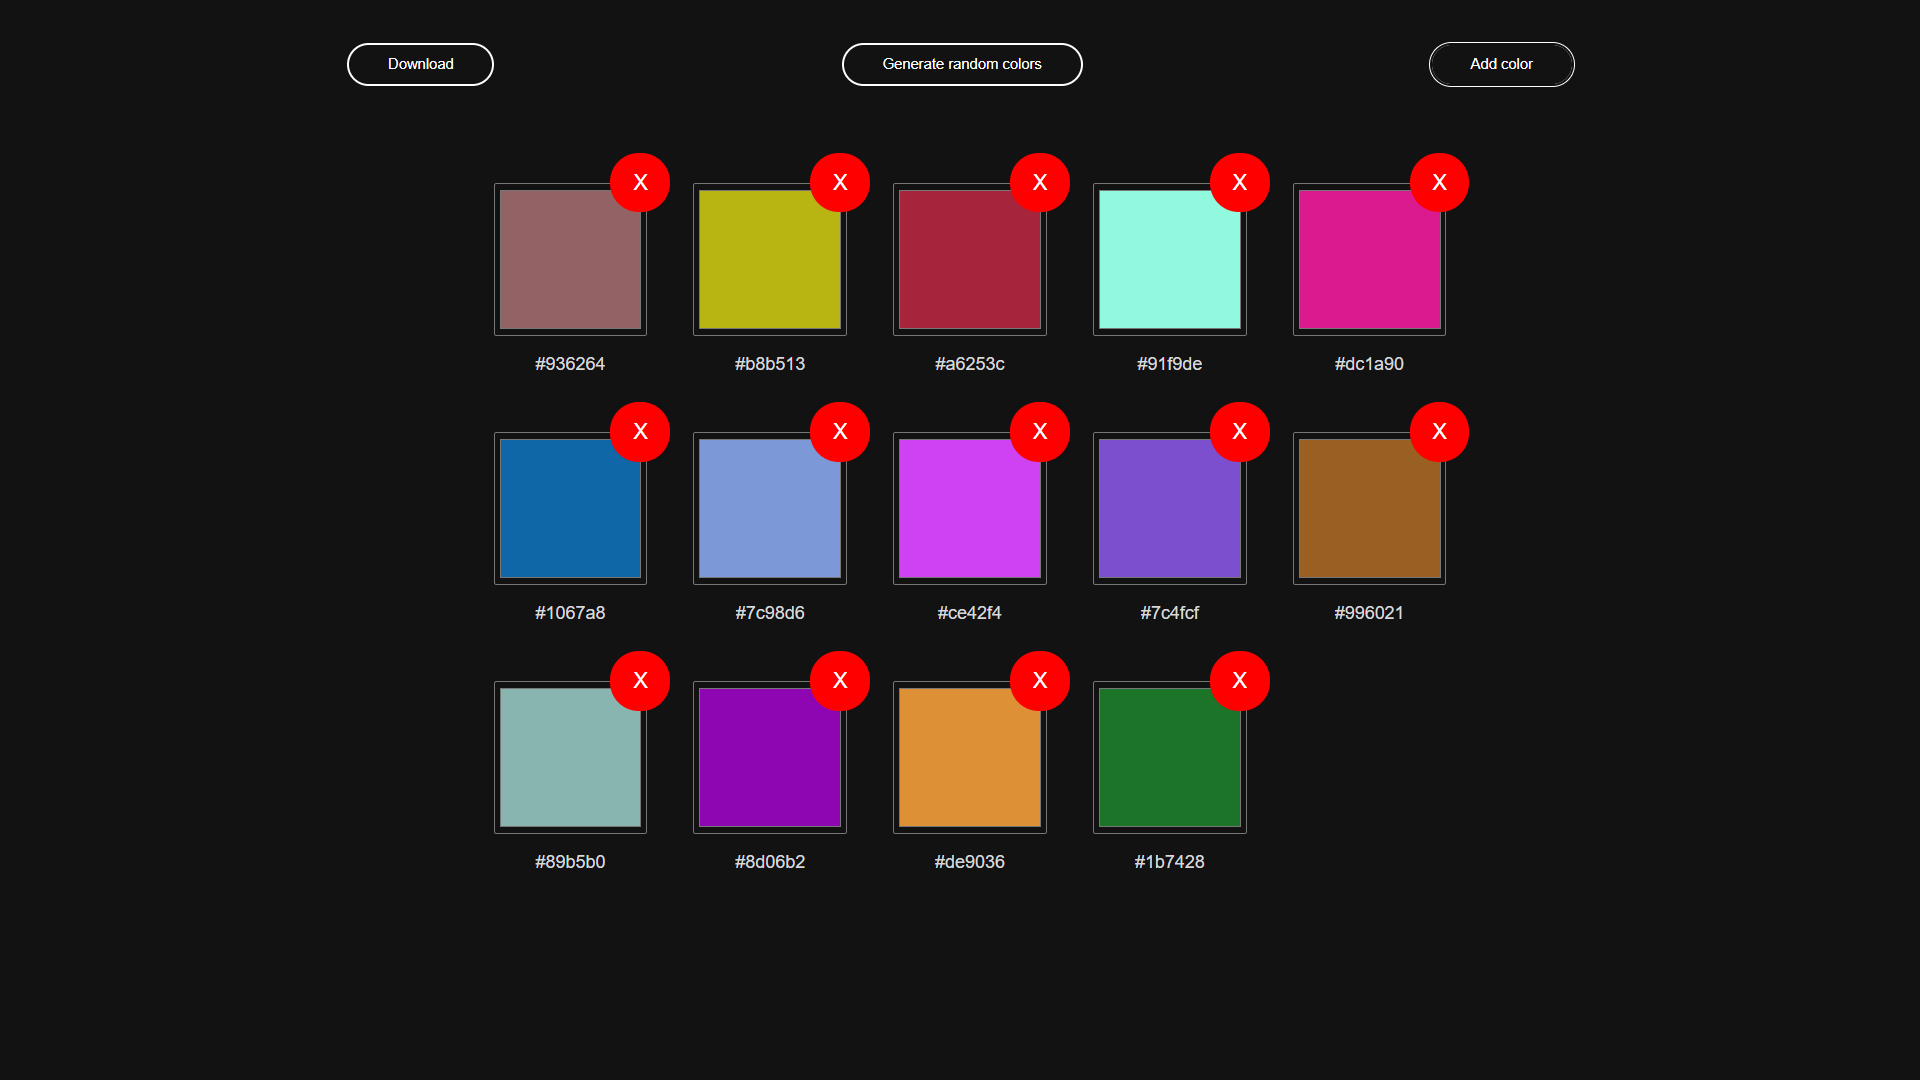 Download Generate random colors Add color
X X X X X
#936264 #b8b513 #a6253c #91f9de #dc1a90
X X X X X
#1067a8 #7c98d6 #ce42f4 #7c4fcf #996021
X X X X
#89b5b0 #8d06b2 #de9036 #1b7428